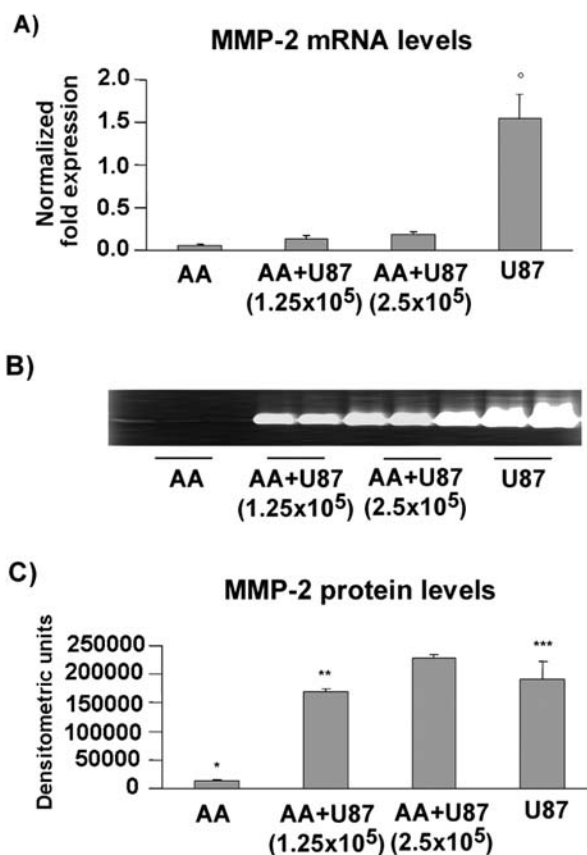 A)
MMP-2 mRNA levels
Normalized
fold expression
2.0
1.5
1.0
0.5
0.0
°
AA
AA+U87
(1.25x10⁵)
AA+U87
(2.5x10⁵)
U87
B)
AA
AA+U87
(1.25x10⁵)
AA+U87
(2.5x10⁵)
U87
C)
MMP-2 protein levels
Densitometric units
250000
200000
150000
100000
50000
0
*
**
***
AA
AA+U87
(1.25x10⁵)
AA+U87
(2.5x10⁵)
U87